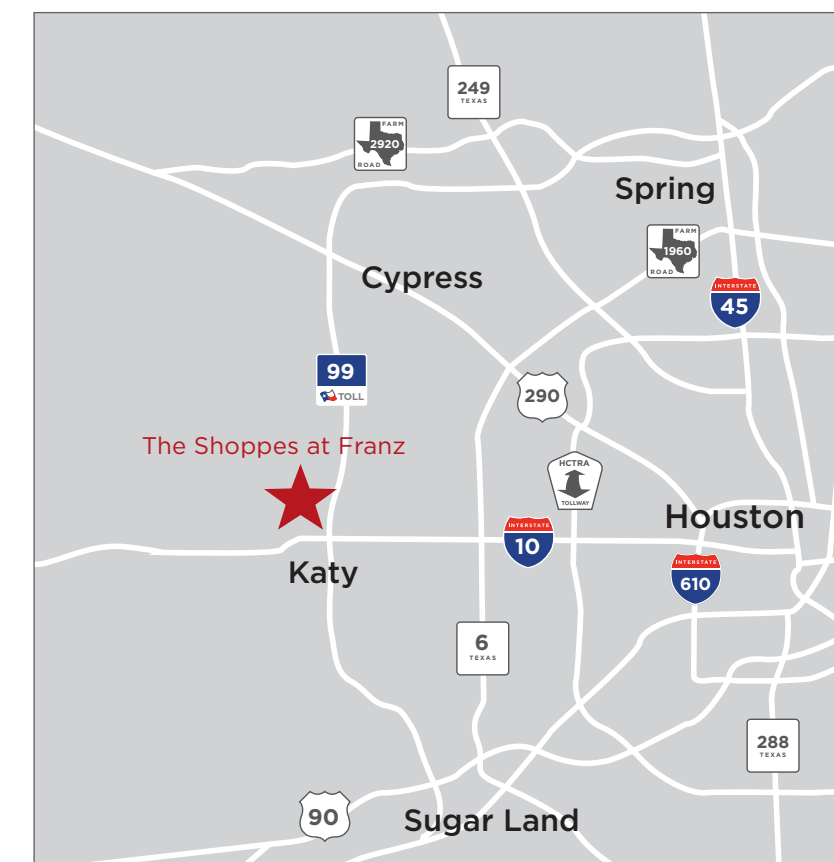 249
TEXAS
FARM
2920
ROAD
Spring
FARM
1960
ROAD
Cypress
INTERSTATE
45
99
TOLL
290
The Shoppes at Franz
HCTRA
TOLLWAY
Houston
INTERSTATE
10
INTERSTATE
610
Katy
6
TEXAS
288
TEXAS
90
Sugar Land